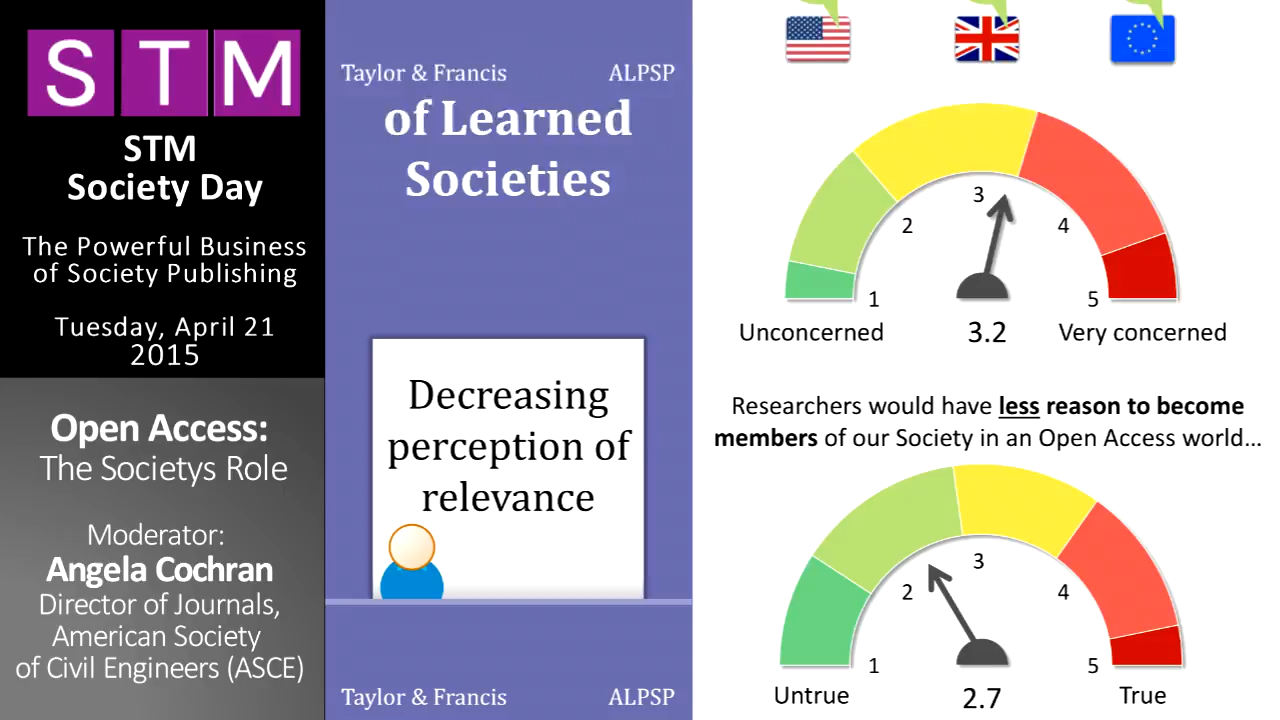 STM
STM
Society Day
The Powerful Business
of Society Publishing
Tuesday, April 21
2015
Open Access:
The Societys Role
Moderator:
Angela Cochran
Director of Journals,
American Society
of Civil Engineers (ASCE)
Taylor & Francis ALPSP
of Learned
Societies
Decreasing
perception of
relevance
Taylor & Francis ALPSP
3
2 4
1 5
Unconcerned 3.2 Very concerned
Researchers would have less reason to become
members of our Society in an Open Access world...
3
2 4
1 5
Untrue 2.7 True